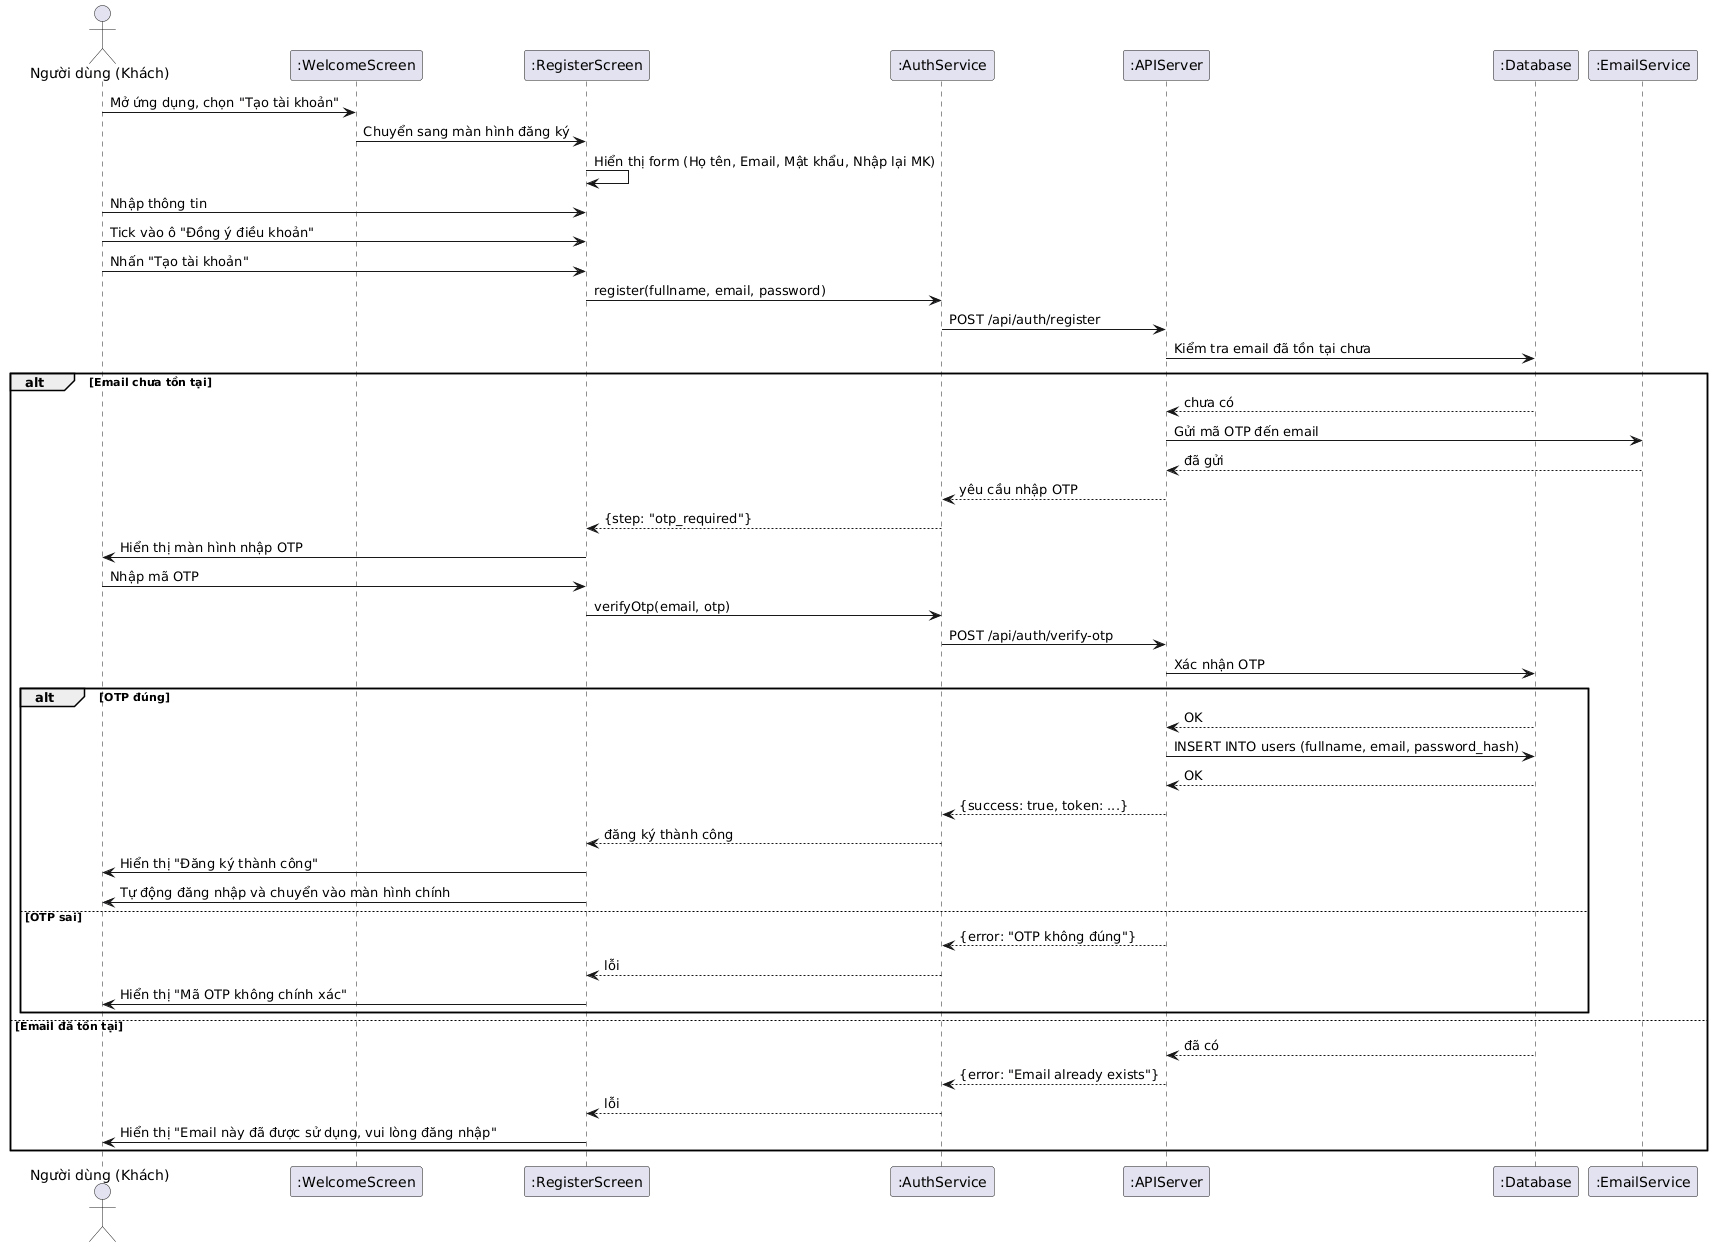 Người dùng (Khách)
:WelcomeScreen
:RegisterScreen
:AuthService
:APIServer
:Database
:EmailService
Mở ứng dụng, chọn "Tạo tài khoản"
Chuyển sang màn hình đăng ký
Hiển thị form (Họ tên, Email, Mật khẩu, Nhập lại MK)
Nhập thông tin
Tick vào ô "Đồng ý điều khoản"
Nhấn "Tạo tài khoản"
register(fullname, email, password)
POST /api/auth/register
Kiểm tra email đã tồn tại chưa
alt [Email chưa tồn tại]
chưa có
Gửi mã OTP đến email
đã gửi
yêu cầu nhập OTP
{step: "otp_required"}
Hiển thị màn hình nhập OTP
Nhập mã OTP
verifyOtp(email, otp)
POST /api/auth/verify-otp
Xác nhận OTP
alt [OTP đúng]
OK
INSERT INTO users (fullname, email, password_hash)
OK
{success: true, token: ...}
đăng ký thành công
Hiển thị "Đăng ký thành công"
Tự động đăng nhập và chuyển vào màn hình chính
[OTP sai]
{error: "OTP không đúng"}
lỗi
Hiển thị "Mã OTP không chính xác"
[Email đã tồn tại]
đã có
{error: "Email already exists"}
lỗi
Hiển thị "Email này đã được sử dụng, vui lòng đăng nhập"
Người dùng (Khách)
:WelcomeScreen
:RegisterScreen
:AuthService
:APIServer
:Database
:EmailService